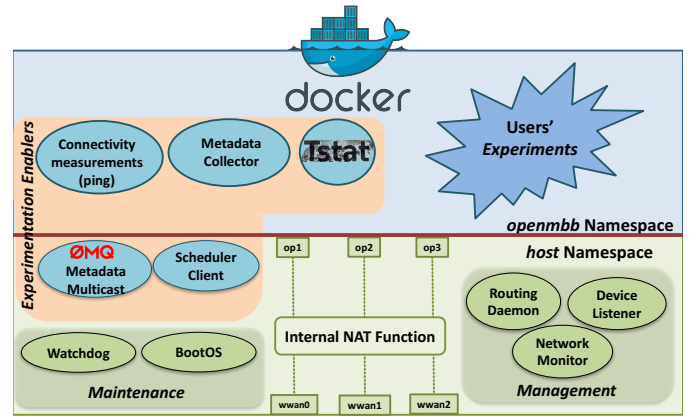 docker
Experimentation Enablers
Connectivity
measurements
(ping)
Metadata
Collector
Tstat
Users'
Experiments
openmbb Namespace
host Namespace
ØMQ
Metadata
Multicast
Scheduler
Client
op1
op2
op3
Internal NAT Function
wwan0
wwan1
wwan2
Routing
Daemon
Device
Listener
Network
Monitor
Management
Watchdog
BootOS
Maintenance